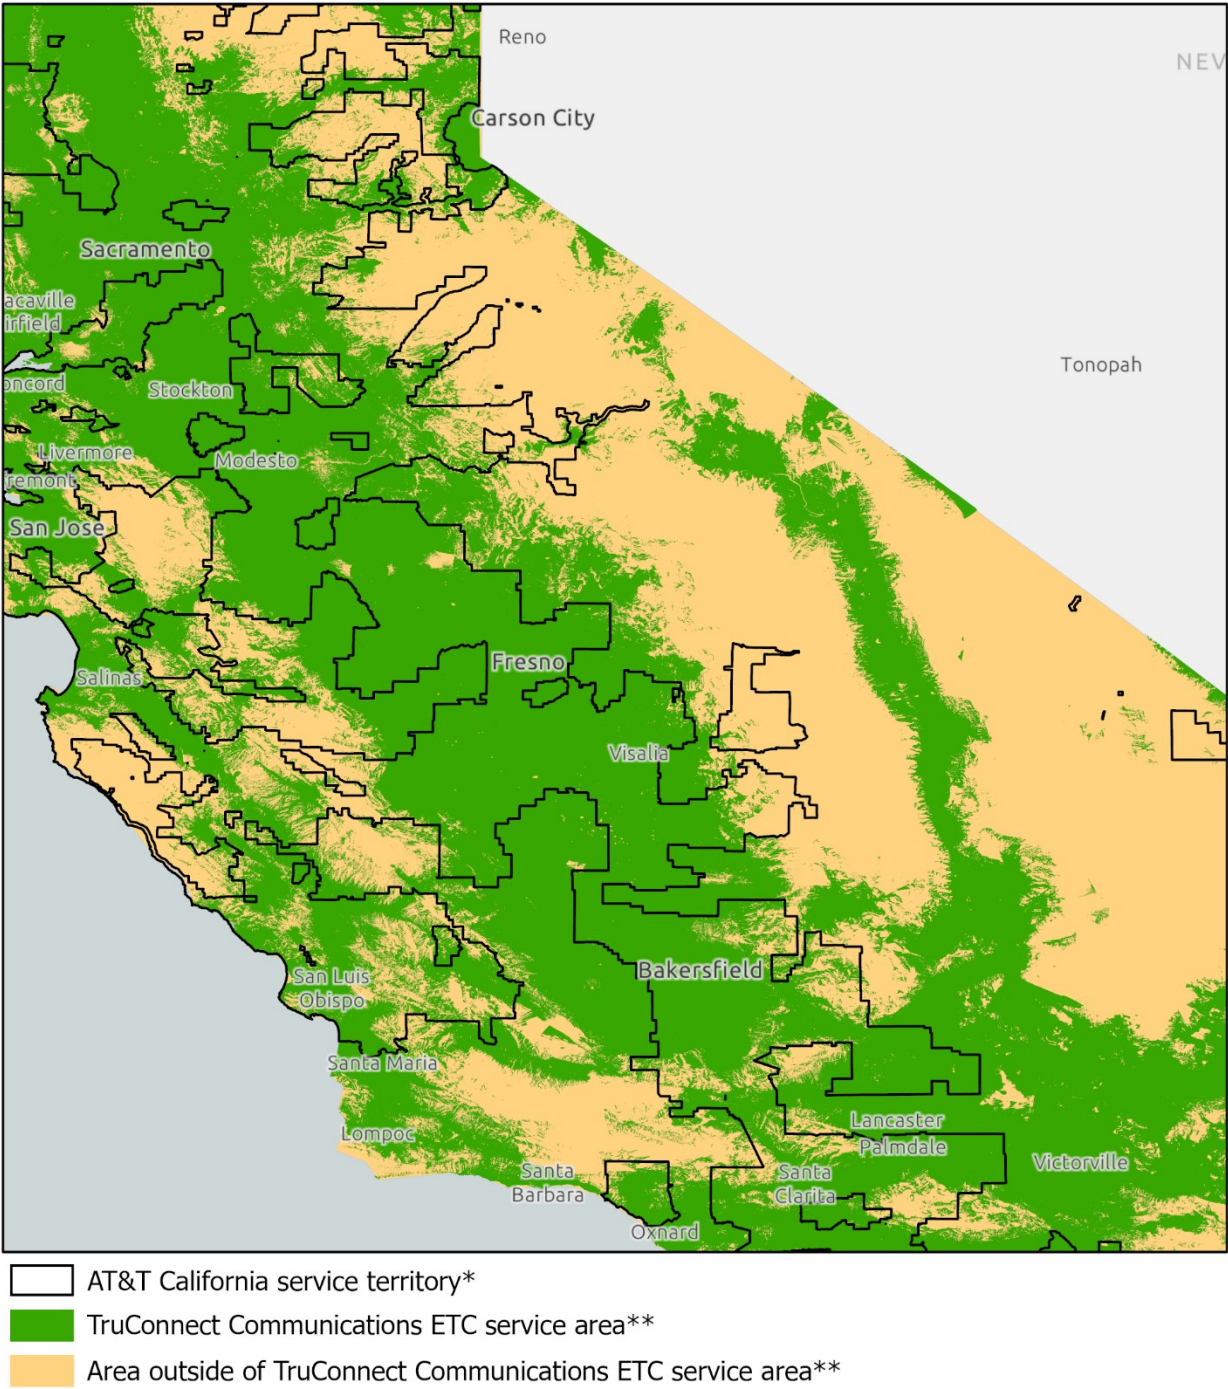 Reno
NEV
Carson City
Sacramento
acaville
irfield
Tonopah
oncord
Stockton
Livermore
Modesto
remont
San Jose
Fresno
Salinas
Visalia
Bakersfield
San Luis
Obispo
Santa Maria
Lancaster
Lompoc
Palmdale
Victorville
Santa
Barbara
Santa
Clarita
Oxnard
AT&T California service territory*
TruConnect Communications ETC service area**
Area outside of TruConnect Communications ETC service area**